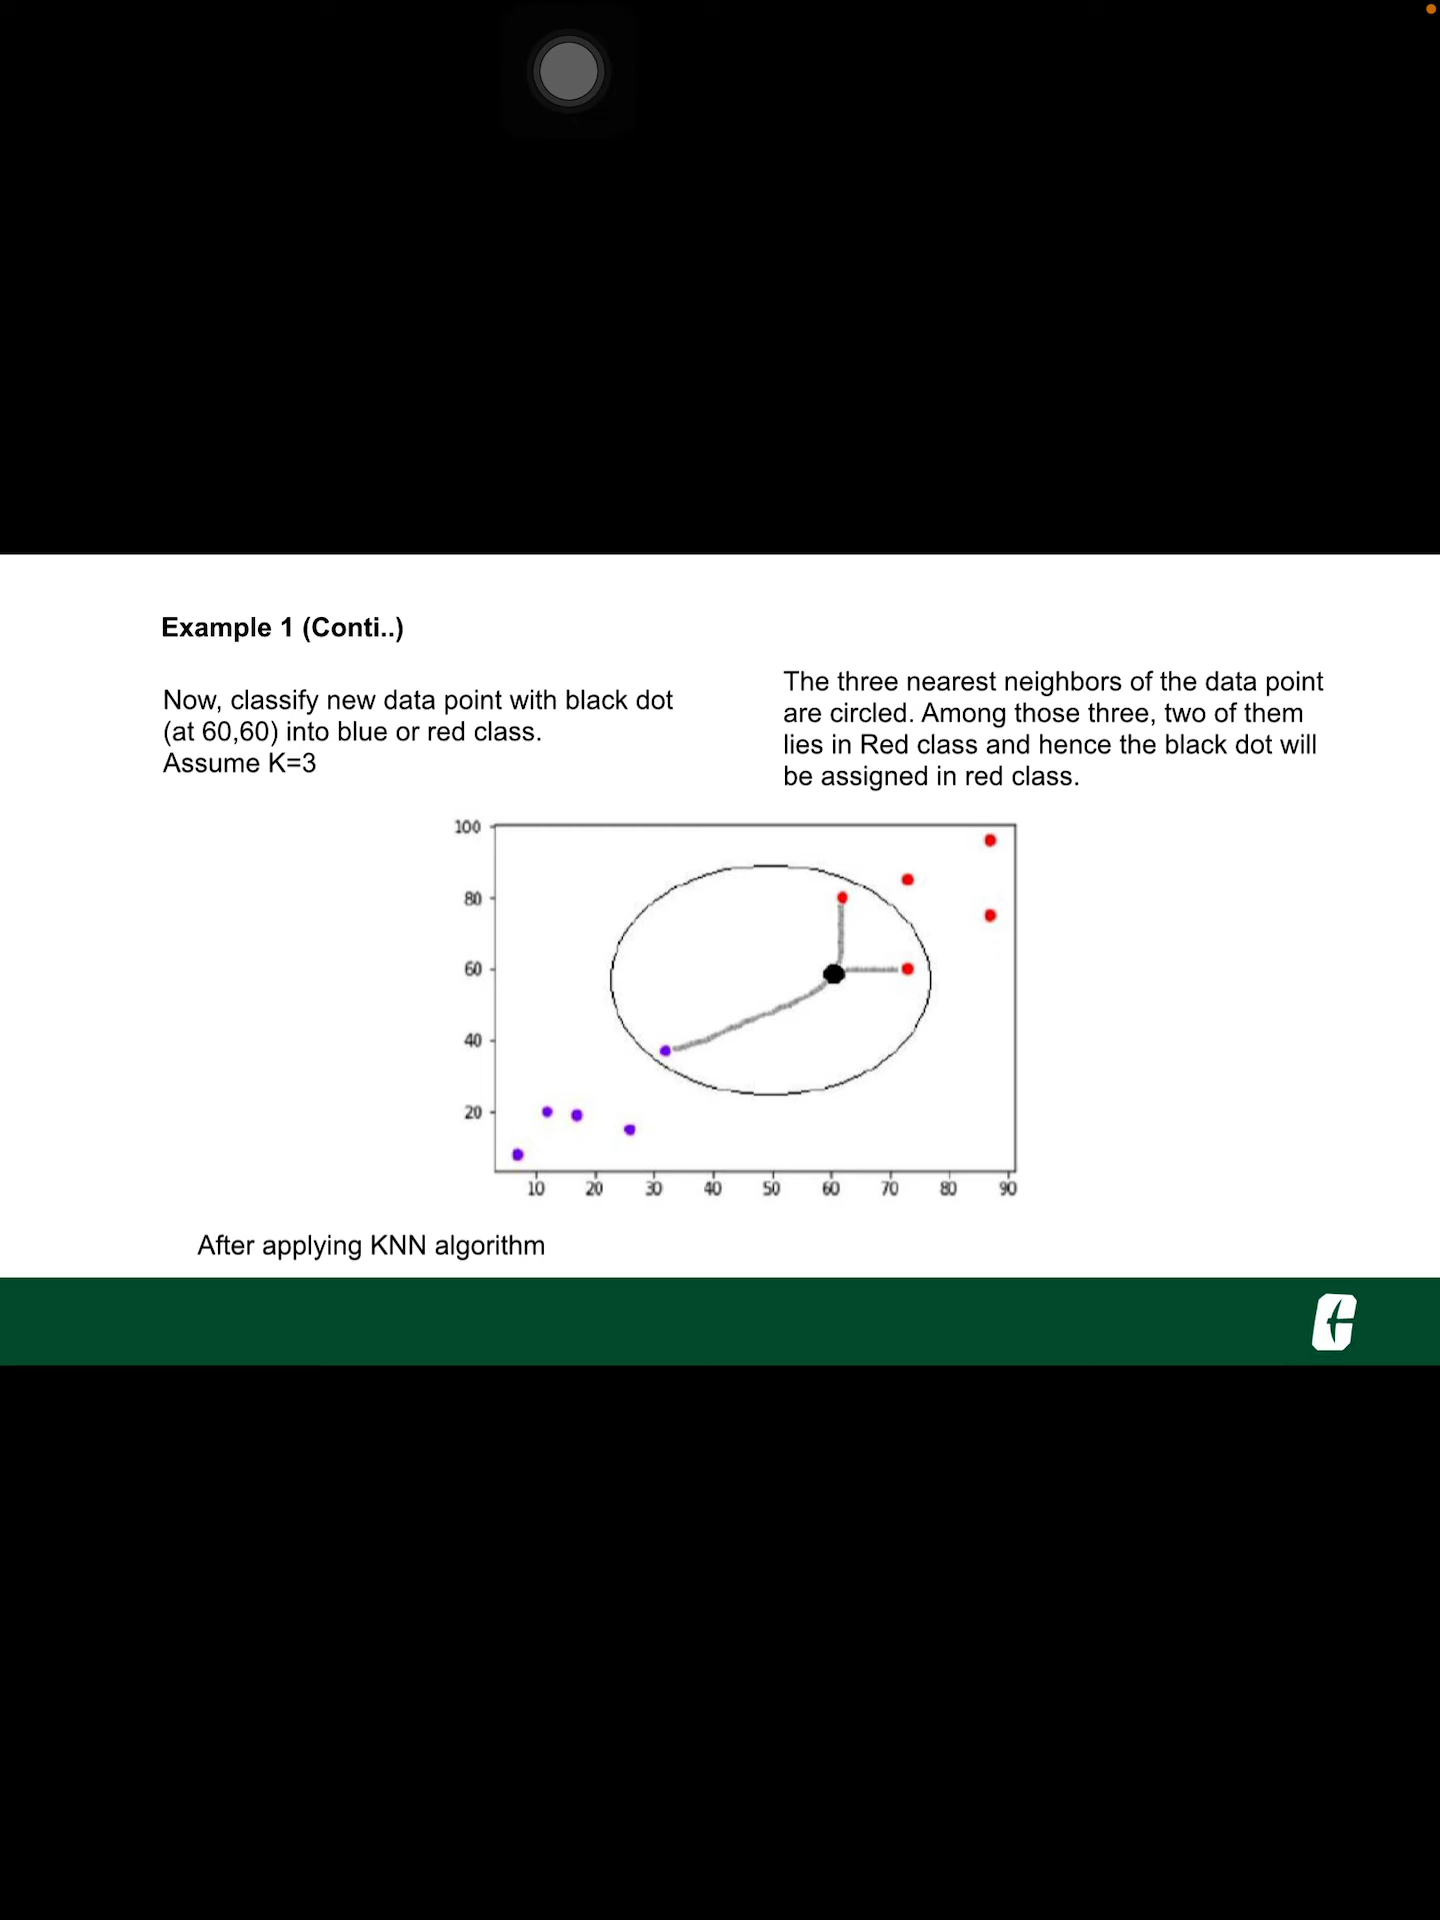 Example 1 (Conti..)
Now, classify new data point with black dot
(at 60,60) into blue or red class.
Assume K=3
The three nearest neighbors of the data point
are circled. Among those three, two of them
lies in Red class and hence the black dot will
be assigned in red class.
100
80
60
40
20
10 20 30 40 50 60 70 80 90
After applying KNN algorithm